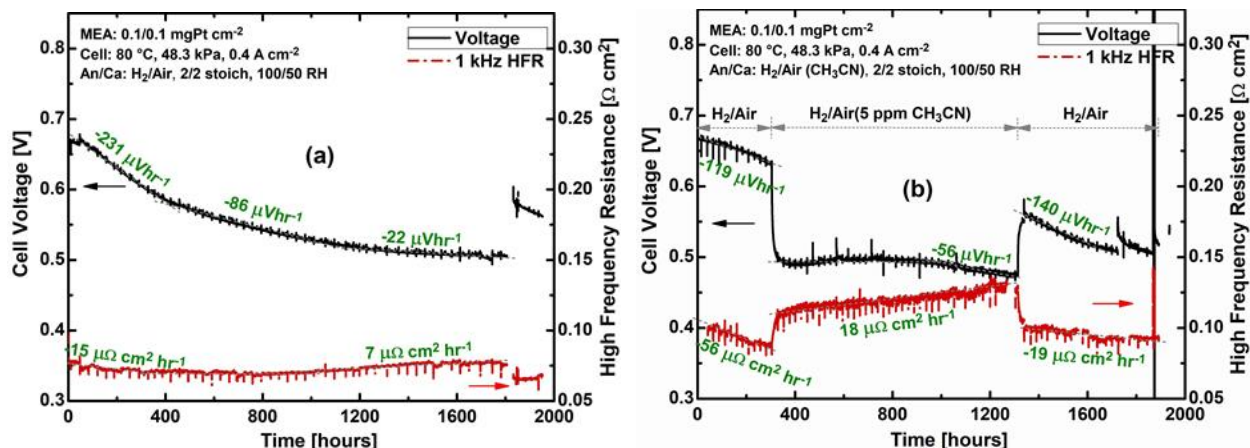 MEA: 0.1/0.1 mgPt cm-2
Cell: 80 °C, 48.3 kPa, 0.4 A cm-2
An/Ca: H2/Air, 2/2 stoich, 100/50 RH
Voltage
1 kHz HFR
-231 μVhr-1
(a)
-86 μVhr-1
-22 μVhr-1
-15 μΩ cm2 hr-1
7 μΩ cm2 hr-1
0.8
0.7
0.6
0.5
0.4
0.3
Cell Voltage [V]
0.30
0.25
0.20
0.15
0.10
0.05
High Frequency Resistance [Ω cm2]
0 400 800 1200 1600 2000
Time [hours]
MEA: 0.1/0.1 mgPt cm-2
Cell: 80 °C, 48.3 kPa, 0.4 A cm-2
An/Ca: H2/Air (CH3CN), 2/2 stoich, 100/50 RH
Voltage
1 kHz HFR
H2/Air
H2/Air(5 ppm CH3CN)
H2/Air
-119 μVhr-1
(b)
-140 μVhr-1
-56 μVhr-1
18 μΩ cm2 hr-1
-56 μΩ cm2 hr-1
-19 μΩ cm2 hr-1
0.8
0.7
0.6
0.5
0.4
0.3
Cell Voltage [V]
0.30
0.25
0.20
0.15
0.10
0.05
High Frequency Resistance [Ω cm2]
0 400 800 1200 1600 2000
Time [hours]